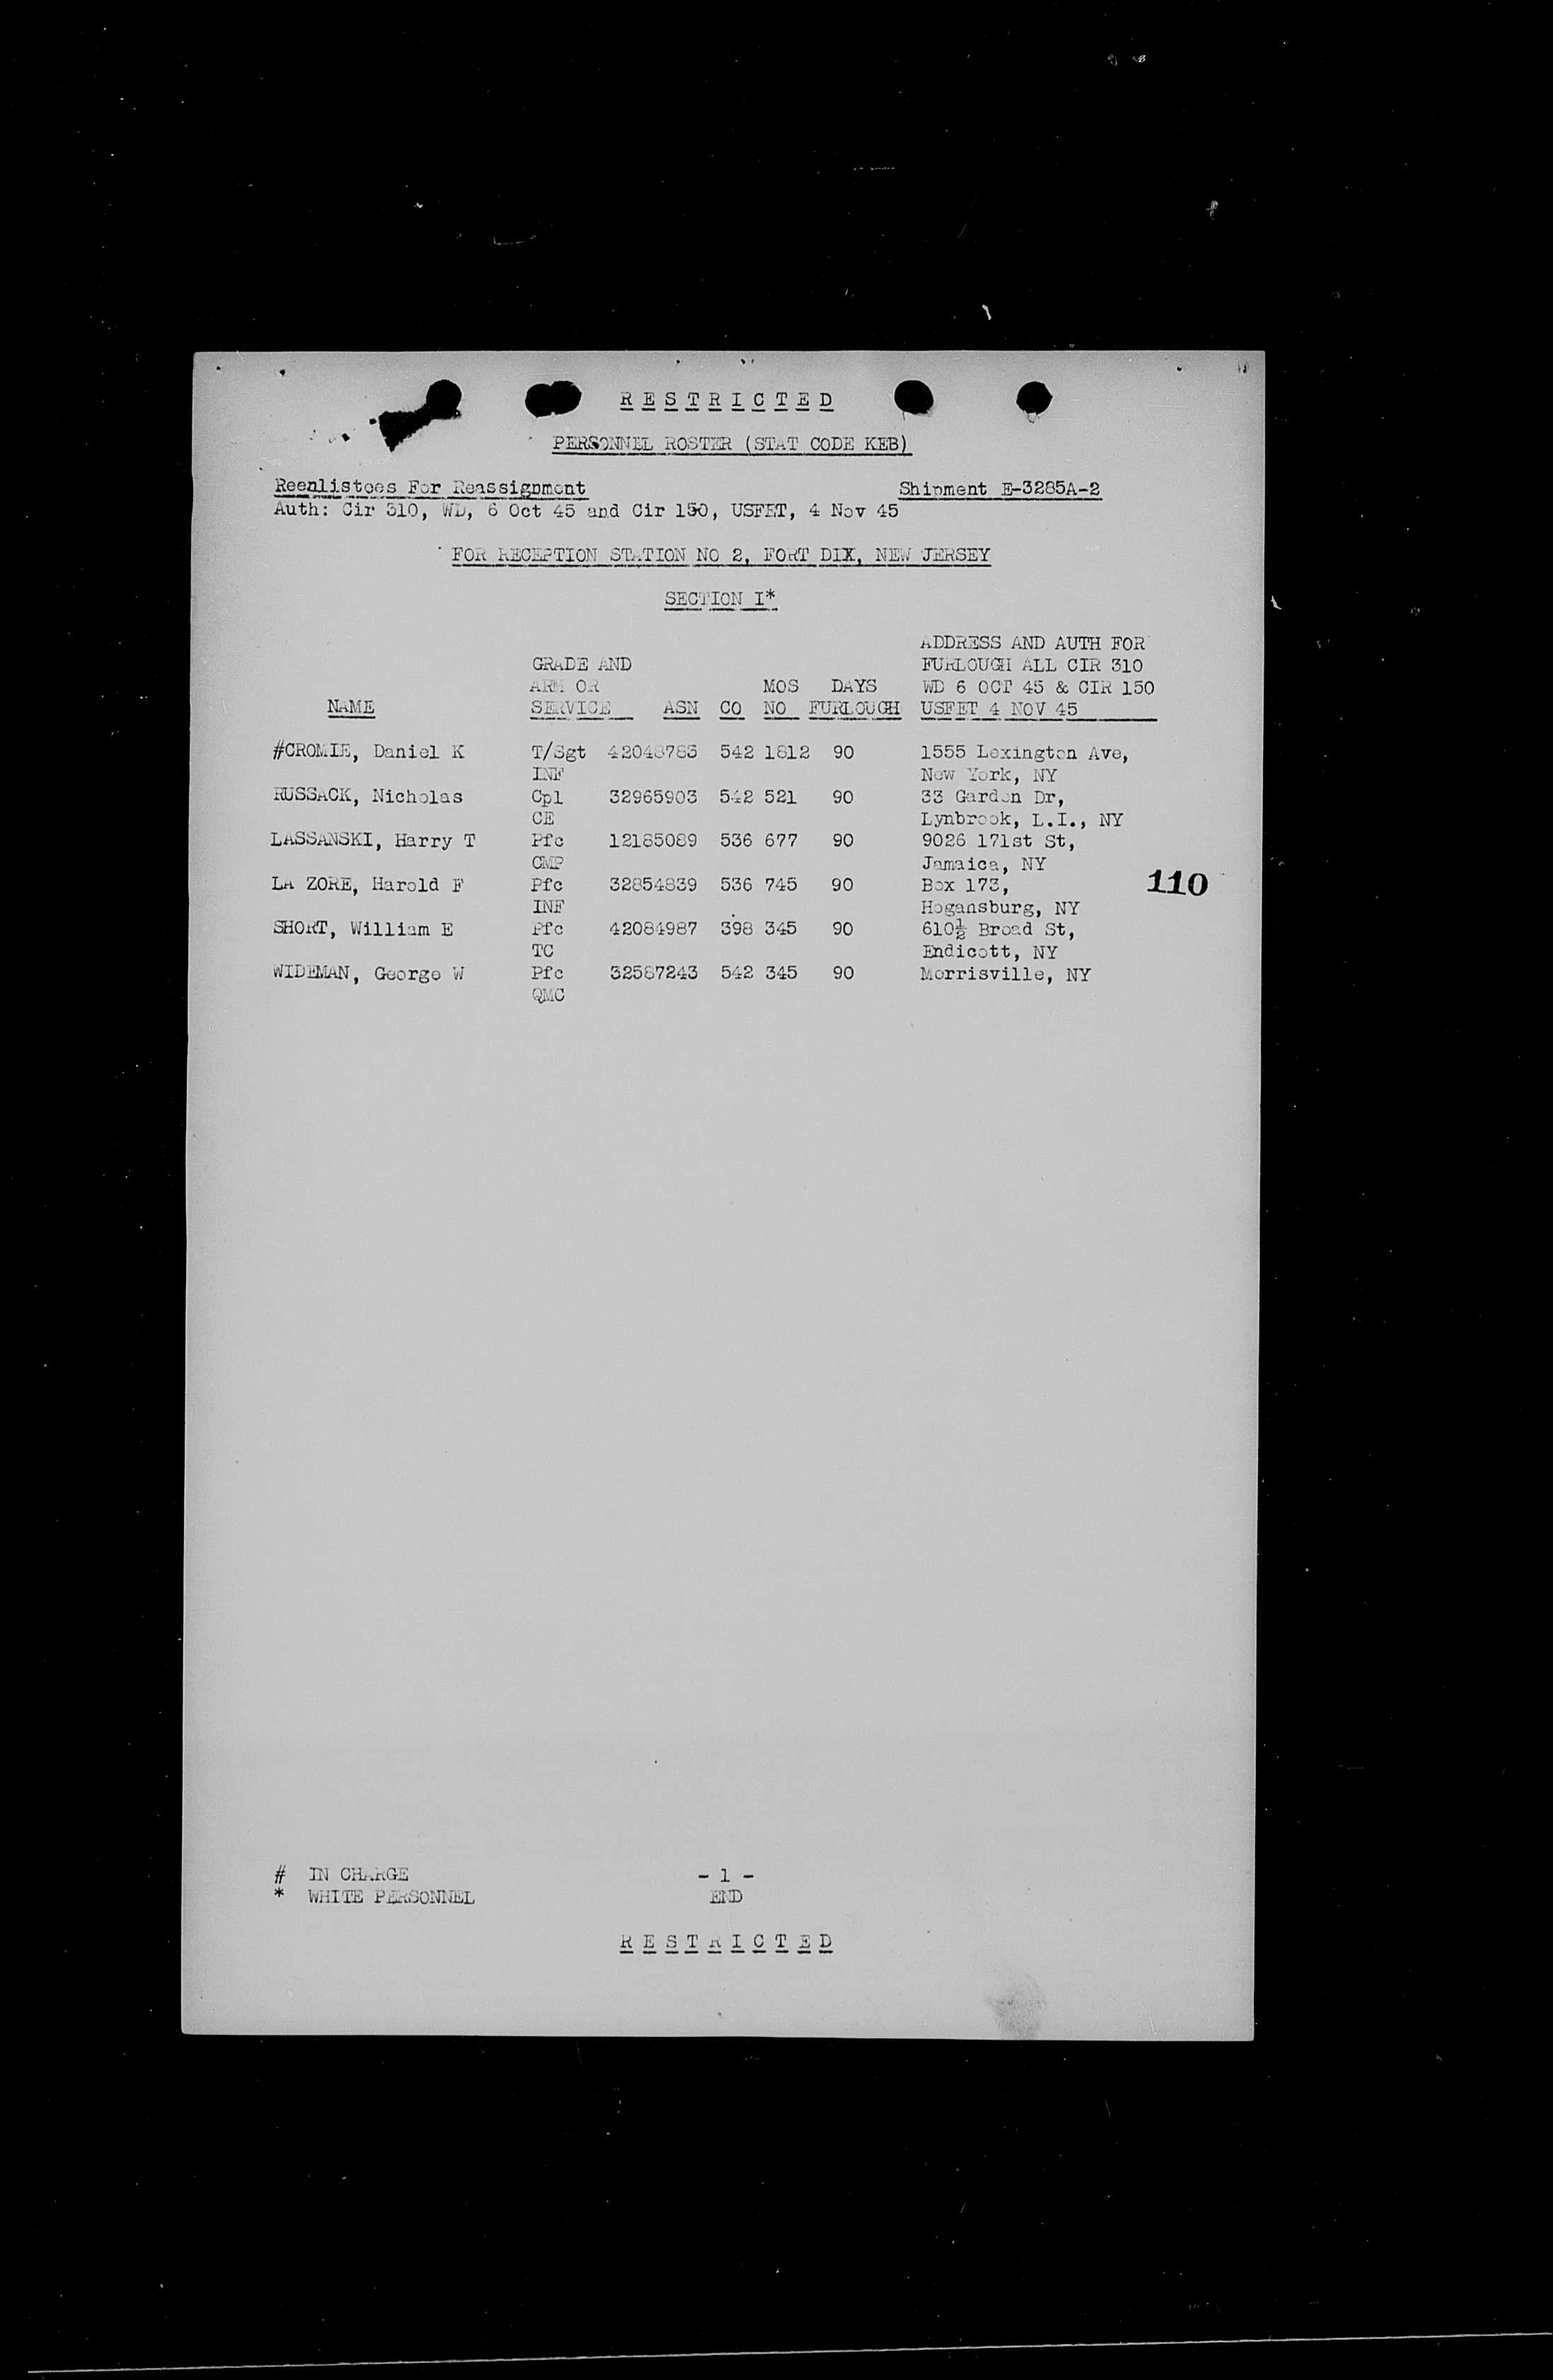 R E S T R I C T E D
PERSONNEL ROSTER (STAT CODE KEB)
Reenlistees For Reassignment Shipment E-3285A-2
Auth: Cir 310, WD, 6 Oct 45 and Cir 150, USFET, 4 Nov 45
FOR RECEPTION STATION NO 2, FORT DIX, NEW JERSEY
SECTION I*
ADDRESS AND AUTH FOR
GRADE AND FURLOUGH ALL CIR 310
ARM OR MOS DAYS WD 6 OCT 45 & CIR 150
NAME SERVICE ASN CO NO FURLOUGH USFET 4 NOV 45
#CROMIE, Daniel K T/Sgt 542 1812 90 1555 Lexington Ave,
INF New York, NY
RUSSACK, Nicholas Cpl 32965903 542 521 90 33 Garden Dr,
CE Lynbrook, L.I., NY
LASSANSKI, Harry T Pfc 12185089 536 677 90 9026 171st St,
CMP Jamaica, NY
LA ZORE, Harold F Pfc 32854839 536 745 90 Box 173,
INF Hogansburg, NY
110
SHORT, William E Pfc 42084987 398 345 90 610½ Broad St,
TC Endicott, NY
WIDEMAN, George W Pfc 32587243 542 345 90 Morrisville, NY
QMC
# IN CHARGE - 1 -
* WHITE PERSONNEL END
R E S T R I C T E D